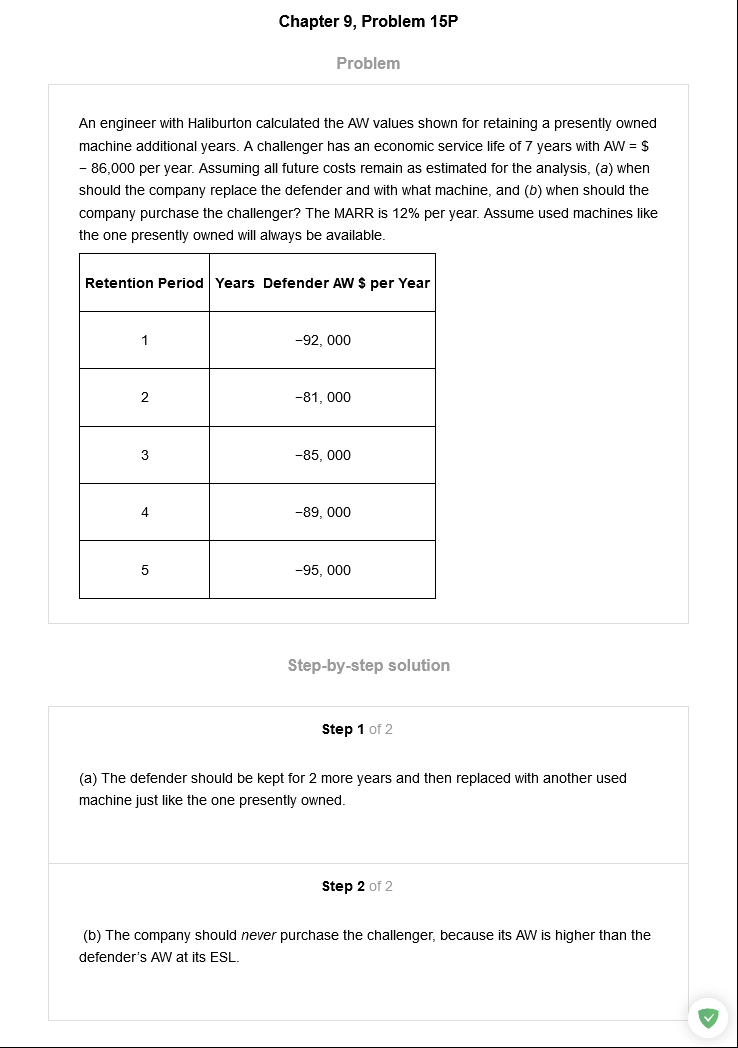 Chapter 9, Problem 15P
Problem
An engineer with Haliburton calculated the AW values shown for retaining a presently owned
machine additional years. A challenger has an economic service life of 7 years with AW = $
− 86,000 per year. Assuming all future costs remain as estimated for the analysis, (a) when
should the company replace the defender and with what machine, and (b) when should the
company purchase the challenger? The MARR is 12% per year. Assume used machines like
the one presently owned will always be available.
Retention Period Years Defender AW $ per Year
1 −92, 000
2 −81, 000
3 −85, 000
4 −89, 000
5 −95, 000
Step-by-step solution
Step 1 of 2
(a) The defender should be kept for 2 more years and then replaced with another used
machine just like the one presently owned.
Step 2 of 2
(b) The company should never purchase the challenger, because its AW is higher than the
defender's AW at its ESL.